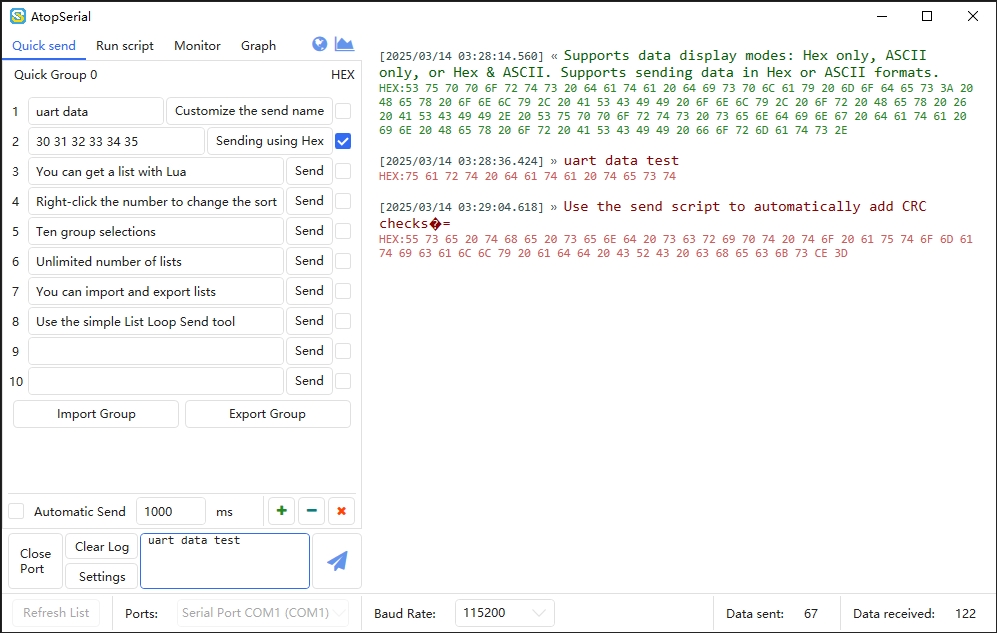 AtopSerial
Quick send Run script Monitor Graph
Quick Group 0 HEX
1 uart data Customize the send name
2 30 31 32 33 34 35 Sending using Hex
3 You can get a list with Lua Send
4 Right-click the number to change the sort Send
5 Ten group selections Send
6 Unlimited number of lists Send
7 You can import and export lists Send
8 Use the simple List Loop Send tool Send
9 Send
10 Send
Import Group Export Group
Automatic Send 1000 ms
Close Port
Clear Log
Settings
uart data test
[2025/03/14 03:28:14.560] « Supports data display modes: Hex only, ASCII
only, or Hex & ASCII. Supports sending data in Hex or ASCII formats.
HEX:53 75 70 70 6F 72 74 73 20 64 61 74 61 20 64 69 73 70 6C 61 79 20 6D 6F 64 65 73 3A 20
48 65 78 20 6F 6E 6C 79 2C 20 41 53 43 49 49 20 6F 6E 6C 79 2C 20 6F 72 20 48 65 78 20 26
20 41 53 43 49 49 2E 20 53 75 70 70 6F 72 74 73 20 73 65 6E 64 69 6E 67 20 64 61 74 61 20
69 6E 20 48 65 78 20 6F 72 20 41 53 43 49 49 20 66 6F 72 6D 61 74 73 2E
[2025/03/14 03:28:36.424] » uart data test
HEX:75 61 72 74 20 64 61 74 61 20 74 65 73 74
[2025/03/14 03:29:04.618] » Use the send script to automatically add CRC
checks�=
HEX:55 73 65 20 74 68 65 20 73 65 6E 64 20 73 63 72 69 70 74 20 74 6F 20 61 75 74 6F 6D 61
74 69 63 61 6C 6C 79 20 61 64 64 20 43 52 43 20 63 68 65 63 6B 73 CE 3D
Refresh List Ports: Serial Port COM1 (COM1) Baud Rate: 115200 Data sent: 67 Data received: 122